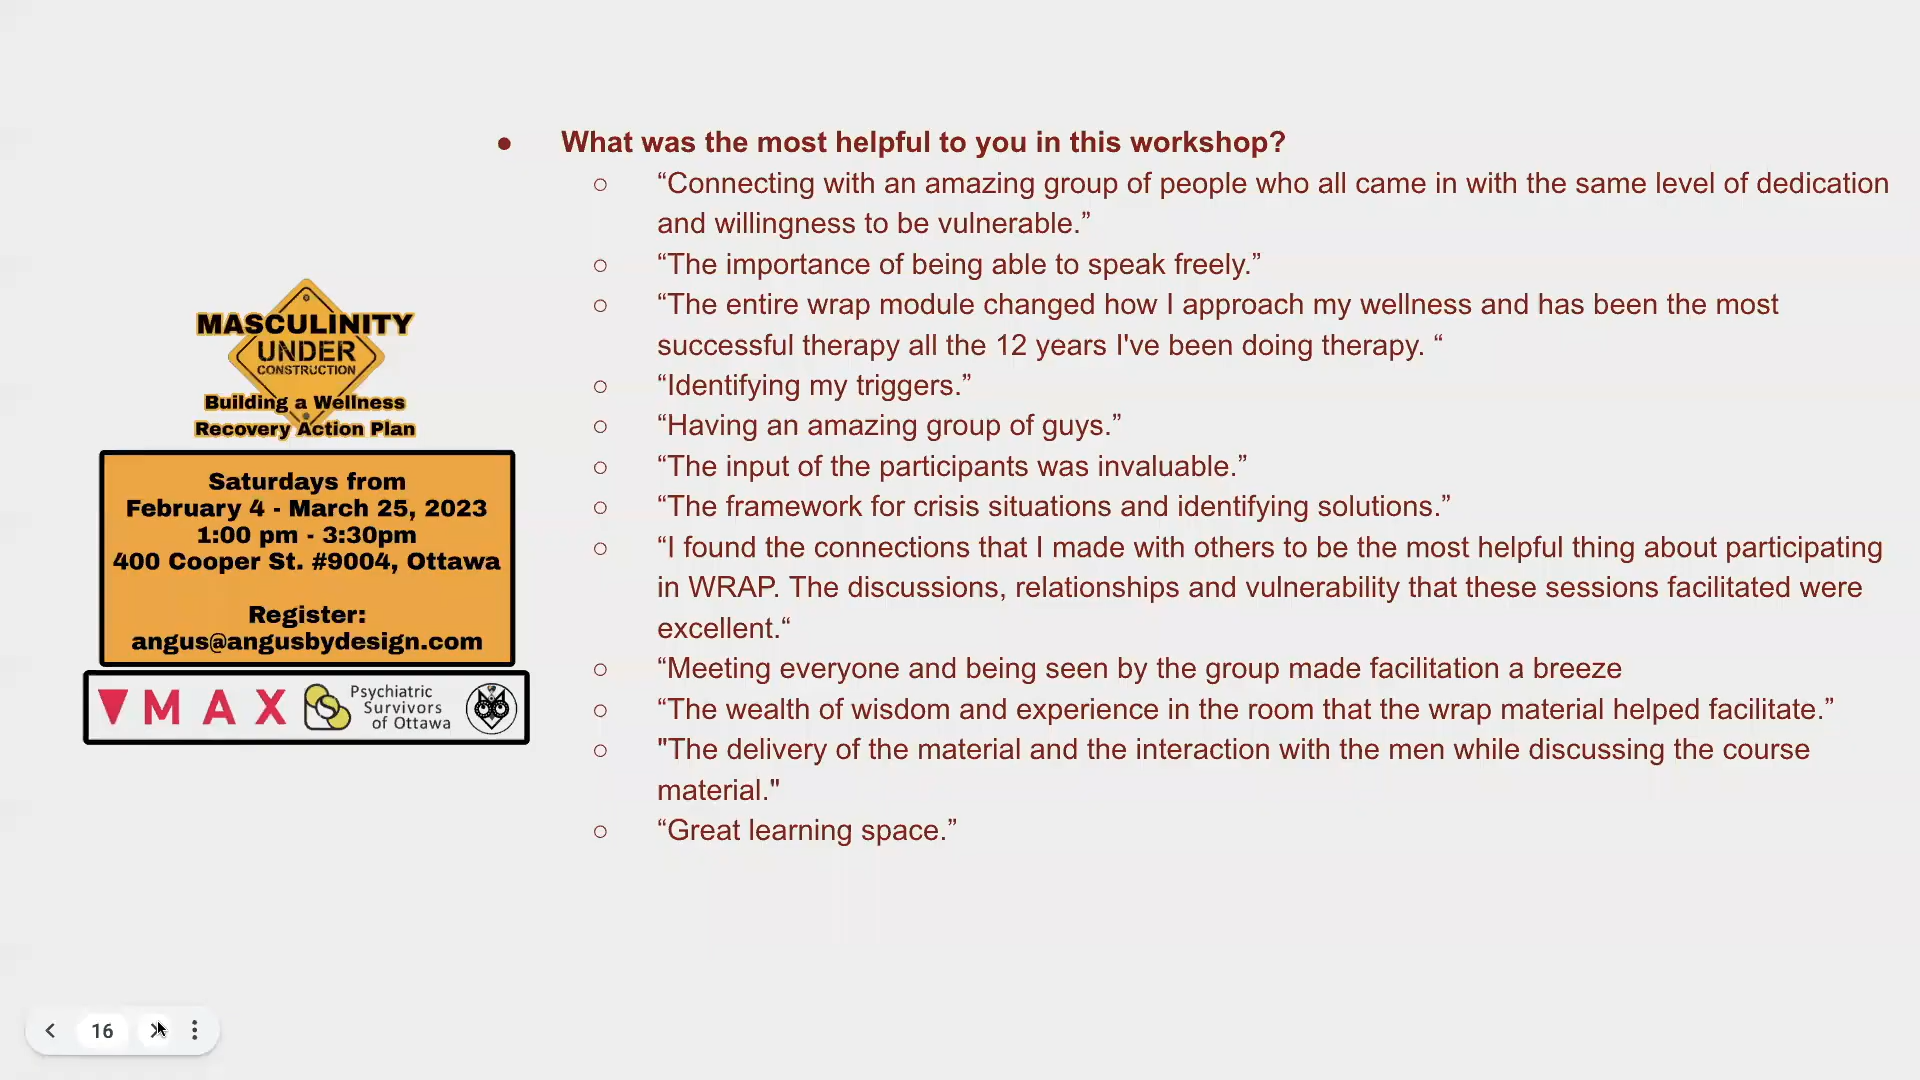 MASCULINITY
UNDER
CONSTRUCTION
Building a Wellness
Recovery Action Plan
Saturdays from
February 4 - March 25, 2023
1:00 pm - 3:30pm
400 Cooper St. #9004, Ottawa
Register:
angus@angusbydesign.com
MAX
Psychiatric
Survivors
of Ottawa
● What was the most helpful to you in this workshop?
○ “Connecting with an amazing group of people who all came in with the same level of dedication
and willingness to be vulnerable.”
○ “The importance of being able to speak freely.”
○ “The entire wrap module changed how I approach my wellness and has been the most
successful therapy all the 12 years I've been doing therapy. “
○ “Identifying my triggers.”
○ “Having an amazing group of guys.”
○ “The input of the participants was invaluable.”
○ “The framework for crisis situations and identifying solutions.”
○ “I found the connections that I made with others to be the most helpful thing about participating
in WRAP. The discussions, relationships and vulnerability that these sessions facilitated were
excellent.“
○ “Meeting everyone and being seen by the group made facilitation a breeze
○ “The wealth of wisdom and experience in the room that the wrap material helped facilitate.”
○ "The delivery of the material and the interaction with the men while discussing the course
material."
○ “Great learning space.”
16